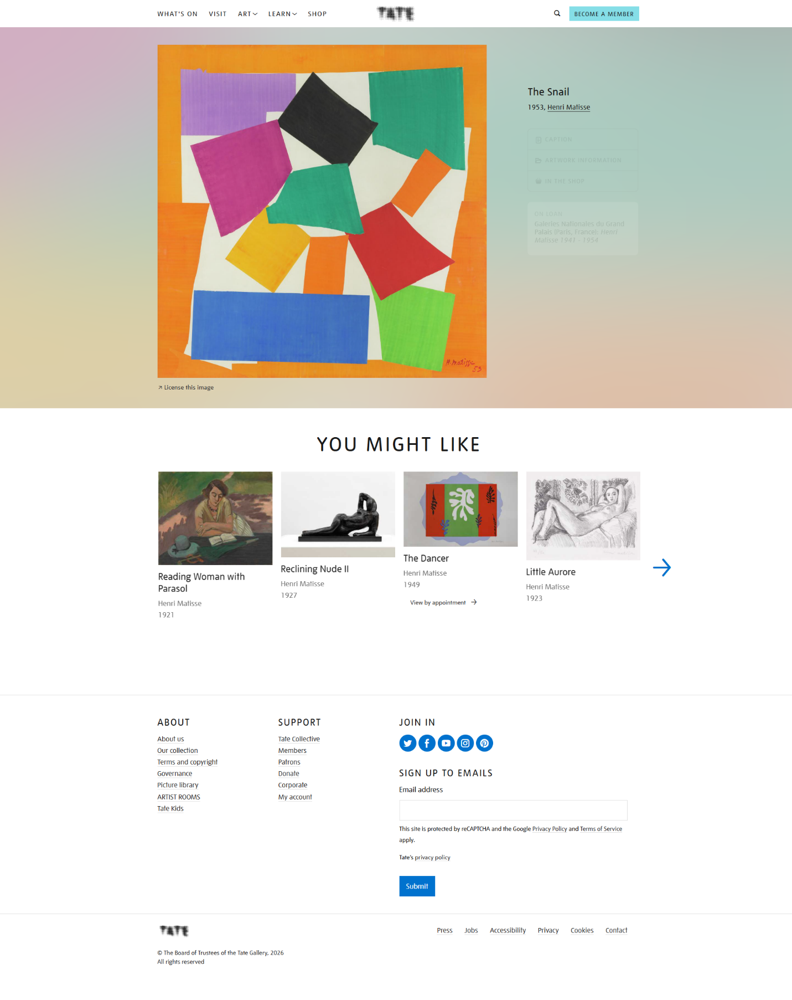 WHAT'S ON VISIT ART LEARN SHOP
TATE
BECOME A MEMBER
The Snail
1953, Henri Matisse
CAPTION
ARTWORK INFORMATION
IN THE SHOP
ON LOAN
Galeries Nationales du Grand
Palais (Paris, France): Henri
Matisse 1941 - 1954
H. Matisse
53
License this image
YOU MIGHT LIKE
Reading Woman with
Parasol
Henri Matisse
1921
Reclining Nude II
Henri Matisse
1927
The Dancer
Henri Matisse
1949
View by appointment
Little Aurore
Henri Matisse
1923
ABOUT
About us
Our collection
Terms and copyright
Governance
Picture library
ARTIST ROOMS
Tate Kids
SUPPORT
Tate Collective
Members
Patrons
Donate
Corporate
My account
JOIN IN
SIGN UP TO EMAILS
Email address
This site is protected by reCAPTCHA and the Google Privacy Policy and Terms of Service
apply.
Tate's privacy policy
Submit
TATE
Press Jobs Accessibility Privacy Cookies Contact
© The Board of Trustees of the Tate Gallery, 2026
All rights reserved